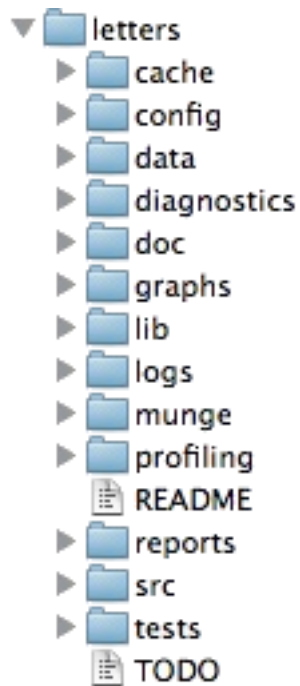 letters
cache
config
data
diagnostics
doc
graphs
lib
logs
munge
profiling
README
reports
src
tests
TODO